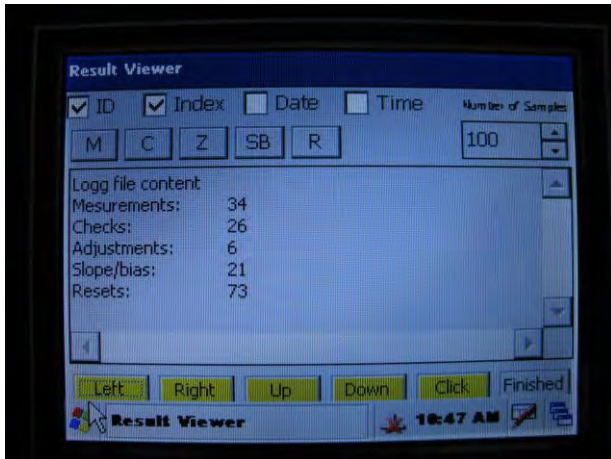 Result Viewer
ID Index Date Time Number of Samples
M C Z SB R 100
Logg file content
Mesurements: 34
Checks: 26
Adjustments: 6
Slope/bias: 21
Resets: 73
Left Right Up Down Click Finished
Result Viewer 10:47 AM